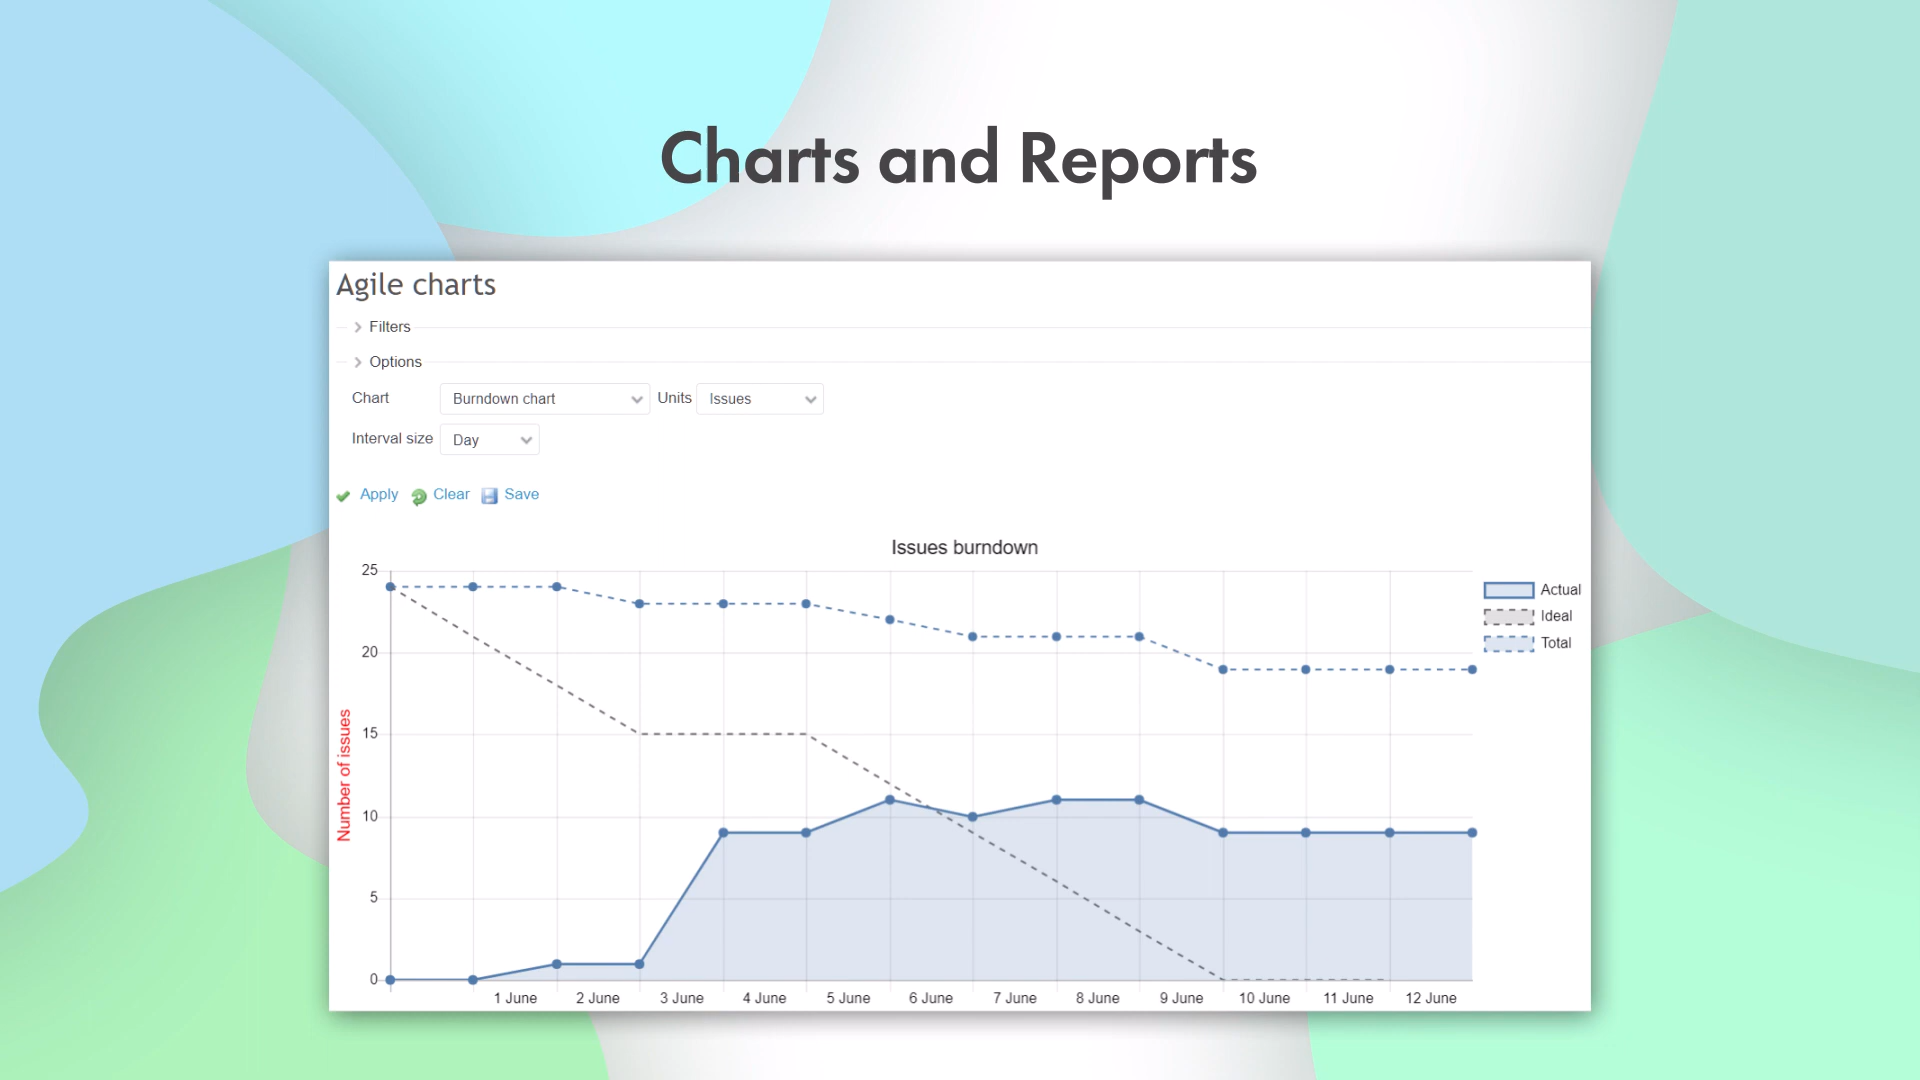 Charts and Reports
Agile charts
Filters
Options
Chart Burndown chart Units Issues
Interval size Day
Apply Clear Save
Issues burndown
25
20
15
10
5
0
Number of issues
Actual
Ideal
Total
1 June 2 June 3 June 4 June 5 June 6 June 7 June 8 June 9 June 10 June 11 June 12 June